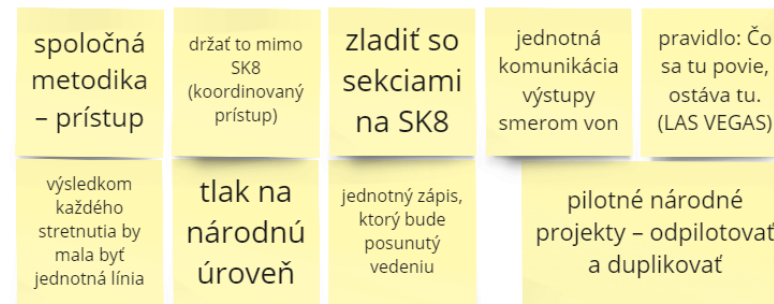 spoločná
metodika
– prístup
držať to mimo
SK8
(koordinovaný
prístup)
zladiť so
sekciami
na SK8
jednotná
komunikácia
výstupy
smerom von
pravidlo: Čo
sa tu povie,
ostáva tu.
(LAS VEGAS)
výsledkom
každého
stretnutia by
mala byť
jednotná línia
tlak na
národnú
úroveň
jednotný zápis,
ktorý bude
posunutý
vedeniu
pilotné národné
projekty – odpilotovať
a duplikovať